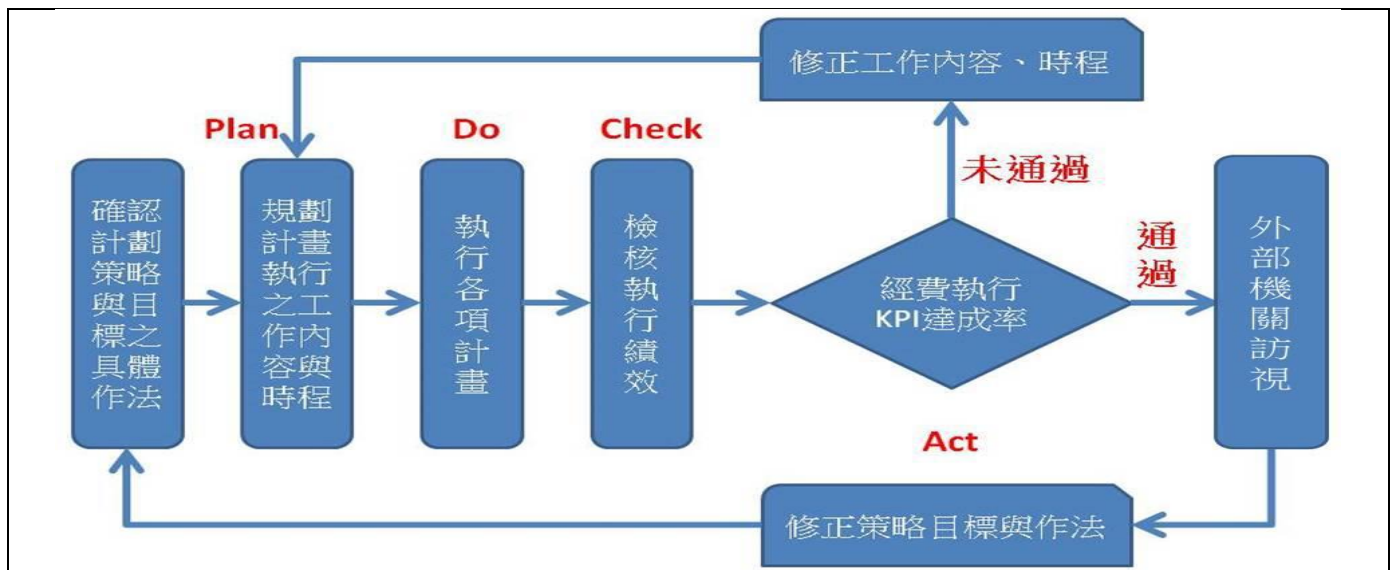 修正工作內容、時程
Plan
Do
Check
未通過
確認
計劃
策略
與目
標之
具體
作法
規劃
計畫
執行
之工
作內
容與
時程
執行各項計畫
檢核執行績效
經費執行
KPI達成率
通過
外部機關訪視
Act
修正策略目標與作法